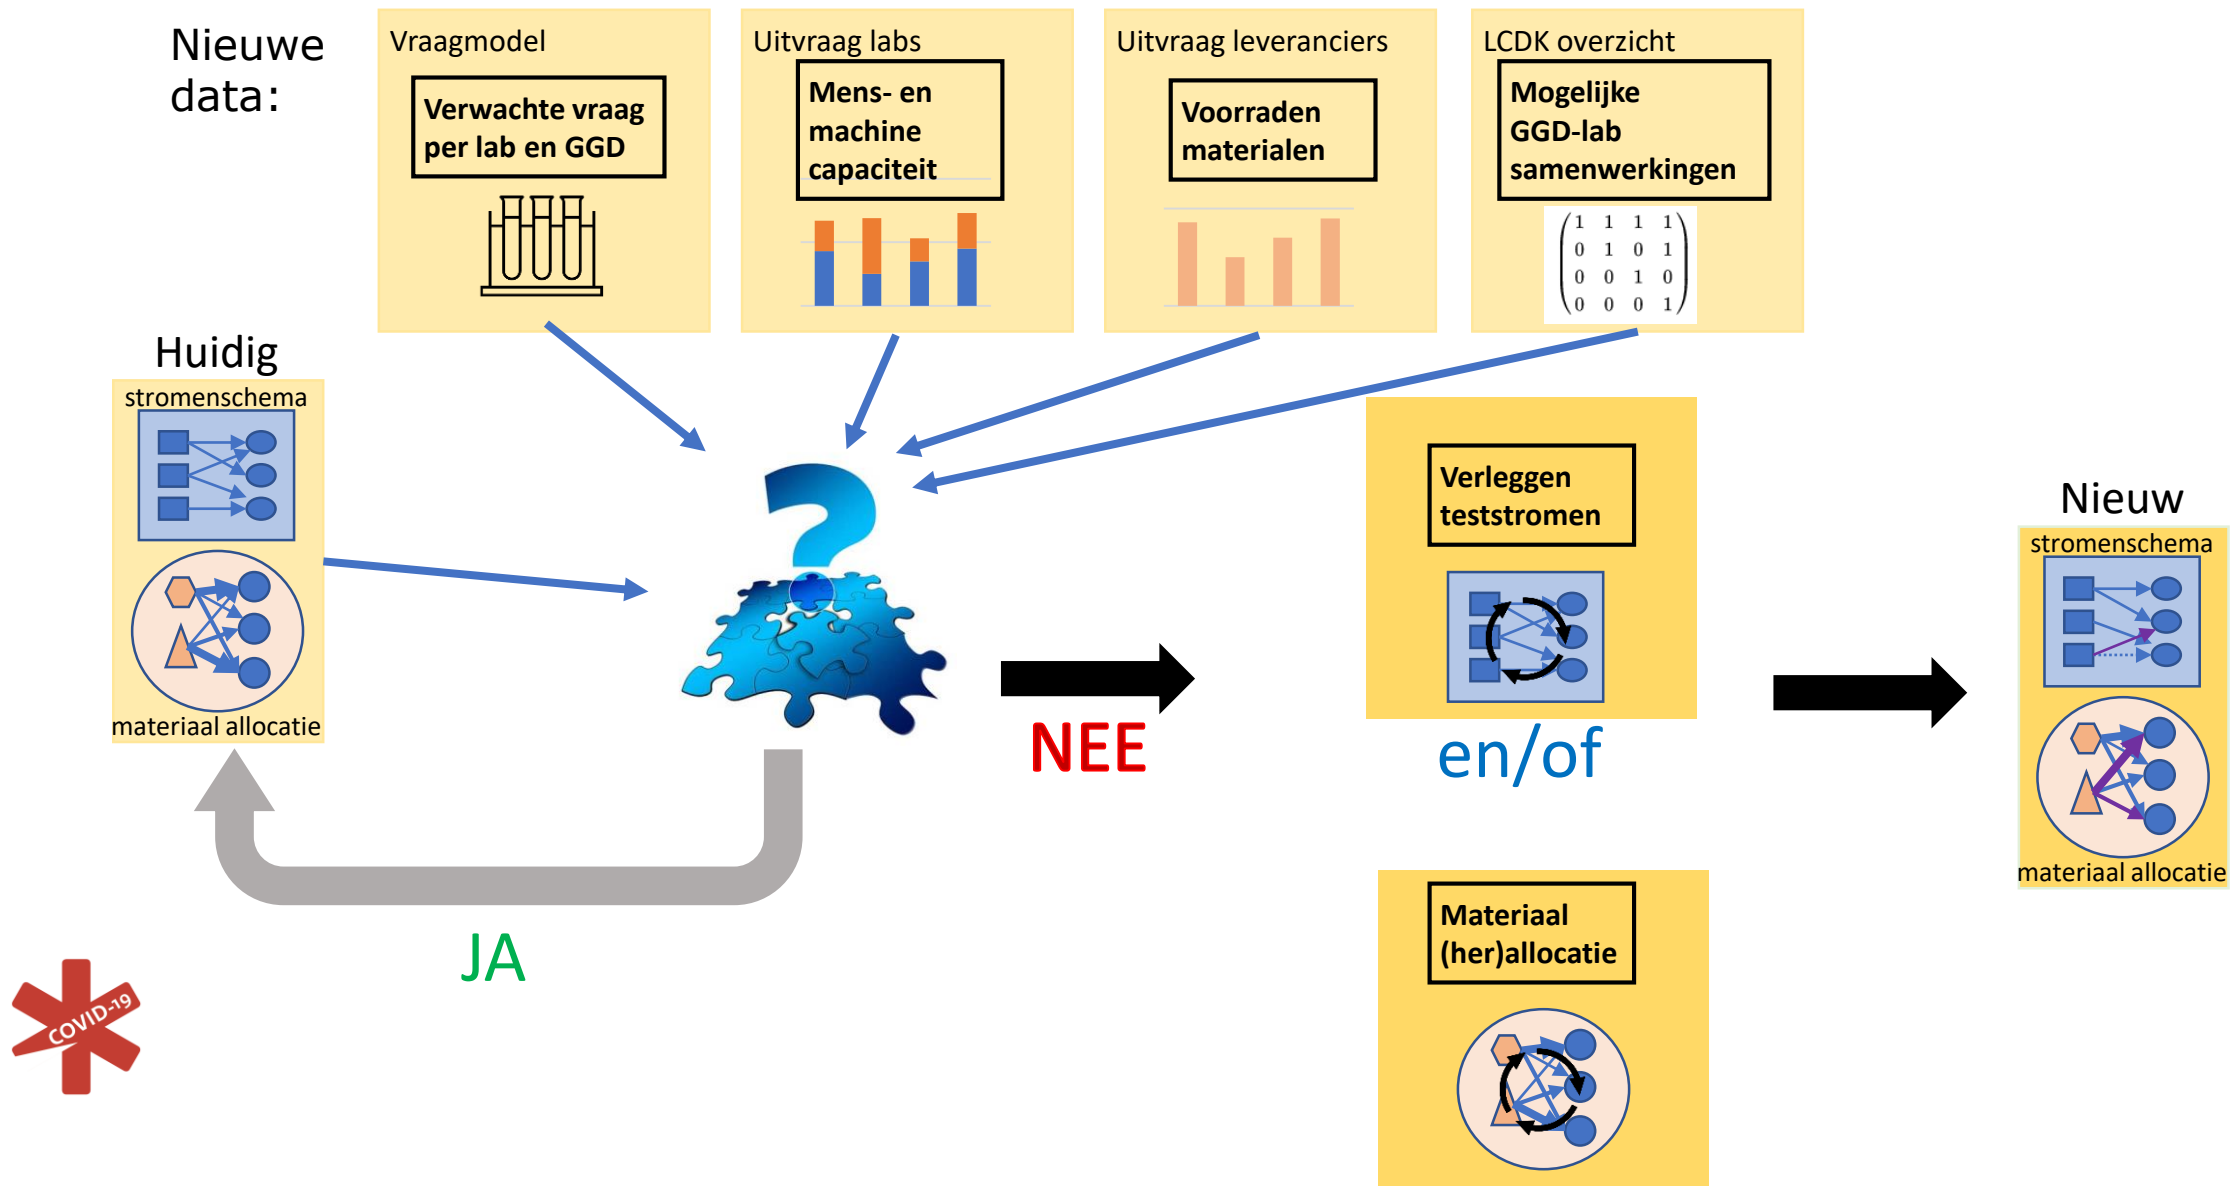 Nieuwe
data:
Vraagmodel
Verwachte vraag
per lab en GGD
Uitvraag labs
Mens- en
machine
capaciteit
Uitvraag leveranciers
Voorraden
materialen
LCDK overzicht
Mogelijke
GGD-lab
samenwerkingen
1 1 1 1
0 1 0 1
0 0 1 0
0 0 0 1
Huidig
stromenschema
materiaal allocatie
?
NEE
JA
Verleggen
teststromen
en/of
Materiaal
(her)allocatie
Nieuw
stromenschema
materiaal allocatie
COVID-19